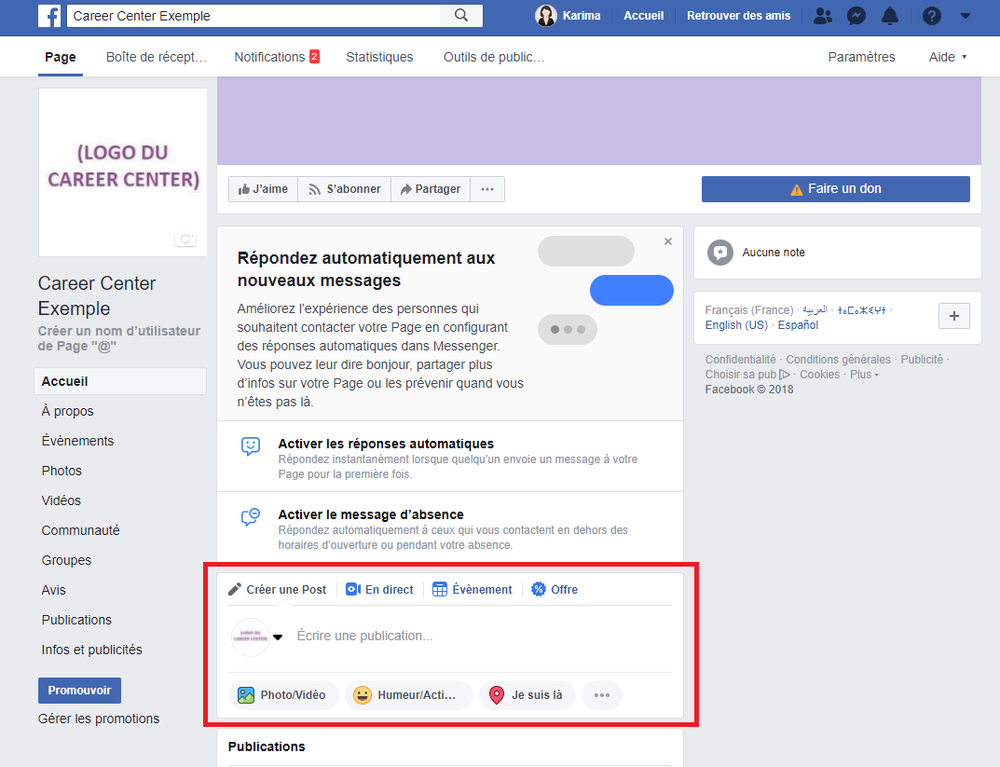 Career Center Exemple
Karima
Accueil
Retrouver des amis
Page
Boîte de récept…
Notifications 2
Statistiques
Outils de public…
Paramètres
Aide
(LOGO DU
CAREER CENTER)
J'aime
S'abonner
Partager
Faire un don
Career Center
Exemple
Créer un nom d'utilisateur
de Page "@"
Accueil
À propos
Évènements
Photos
Vidéos
Communauté
Groupes
Avis
Publications
Infos et publicités
Promouvoir
Gérer les promotions
Répondez automatiquement aux
nouveaux messages
Améliorez l'expérience des personnes qui
souhaitent contacter votre Page en configurant
des réponses automatiques dans Messenger.
Vous pouvez leur dire bonjour, partager plus
d'infos sur votre Page ou les prévenir quand vous
n'êtes pas là.
Activer les réponses automatiques
Répondez instantanément lorsque quelqu'un envoie un message à votre
Page pour la première fois.
Activer le message d'absence
Répondez automatiquement à ceux qui vous contactent en dehors des
horaires d'ouverture ou pendant votre absence.
Créer une Post
En direct
Évènement
Offre
(LOGO DU
CAREER CENTER)
Écrire une publication...
Photo/Vidéo
Humeur/Acti…
Je suis là
Publications
Aucune note
Français (France) · العربية · ⵜⴰⵎⴰⵣⵉⵖⵜ ·
English (US) · Español
Confidentialité · Conditions générales · Publicité ·
Choisir sa pub · Cookies · Plus
Facebook © 2018